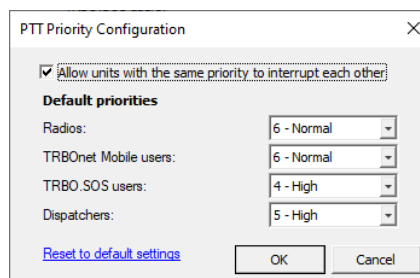 PTT Priority Configuration
Allow units with the same priority to interrupt each other
Default priorities
Radios: 6 - Normal
TRBOnet Mobile users: 6 - Normal
TRBO.SOS users: 4 - High
Dispatchers: 5 - High
Reset to default settings OK Cancel